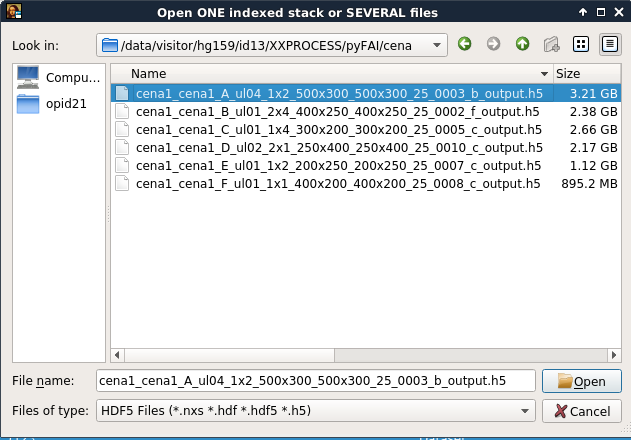 Open ONE indexed stack or SEVERAL files
Look in: /data/visitor/hg159/id13/XXPROCESS/pyFAI/cena
Compu...
opid21
Name Size
cena1_cena1_A_ul04_1x2_500x300_500x300_25_0003_b_output.h5 3.21 GB
cena1_cena1_B_ul01_2x4_400x250_400x250_25_0002_f_output.h5 2.38 GB
cena1_cena1_C_ul01_1x4_300x200_300x200_25_0005_c_output.h5 2.66 GB
cena1_cena1_D_ul02_2x1_250x400_250x400_25_0010_c_output.h5 2.17 GB
cena1_cena1_E_ul01_1x2_200x250_200x250_25_0007_c_output.h5 1.12 GB
cena1_cena1_F_ul01_1x1_400x200_400x200_25_0008_c_output.h5 895.2 MB
File name: cena1_cena1_A_ul04_1x2_500x300_500x300_25_0003_b_output.h5 Open
Files of type: HDF5 Files (*.nxs *.hdf *.hdf5 *.h5) Cancel